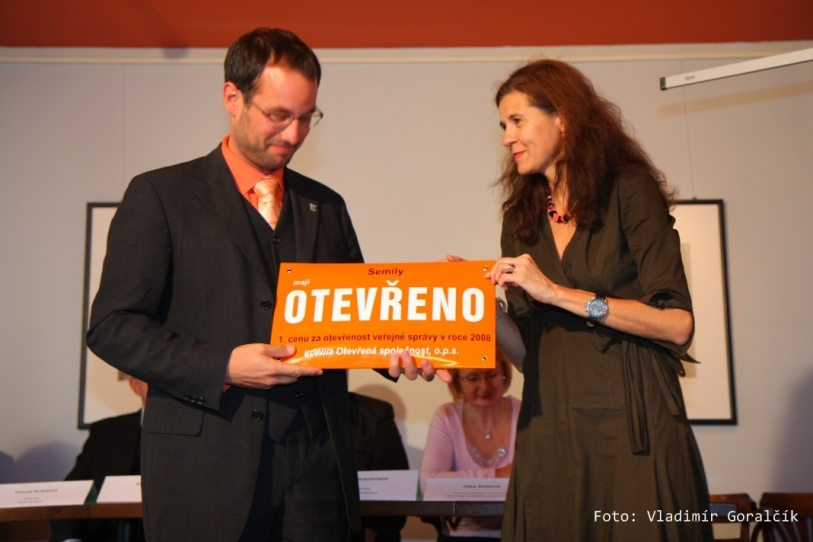 Semily
mají
OTEVŘENO
1. cenu za otevřenost veřejné správy v roce 2008
udělila Otevřená společnost, o.p.s.
Foto: Vladimír Goralčík